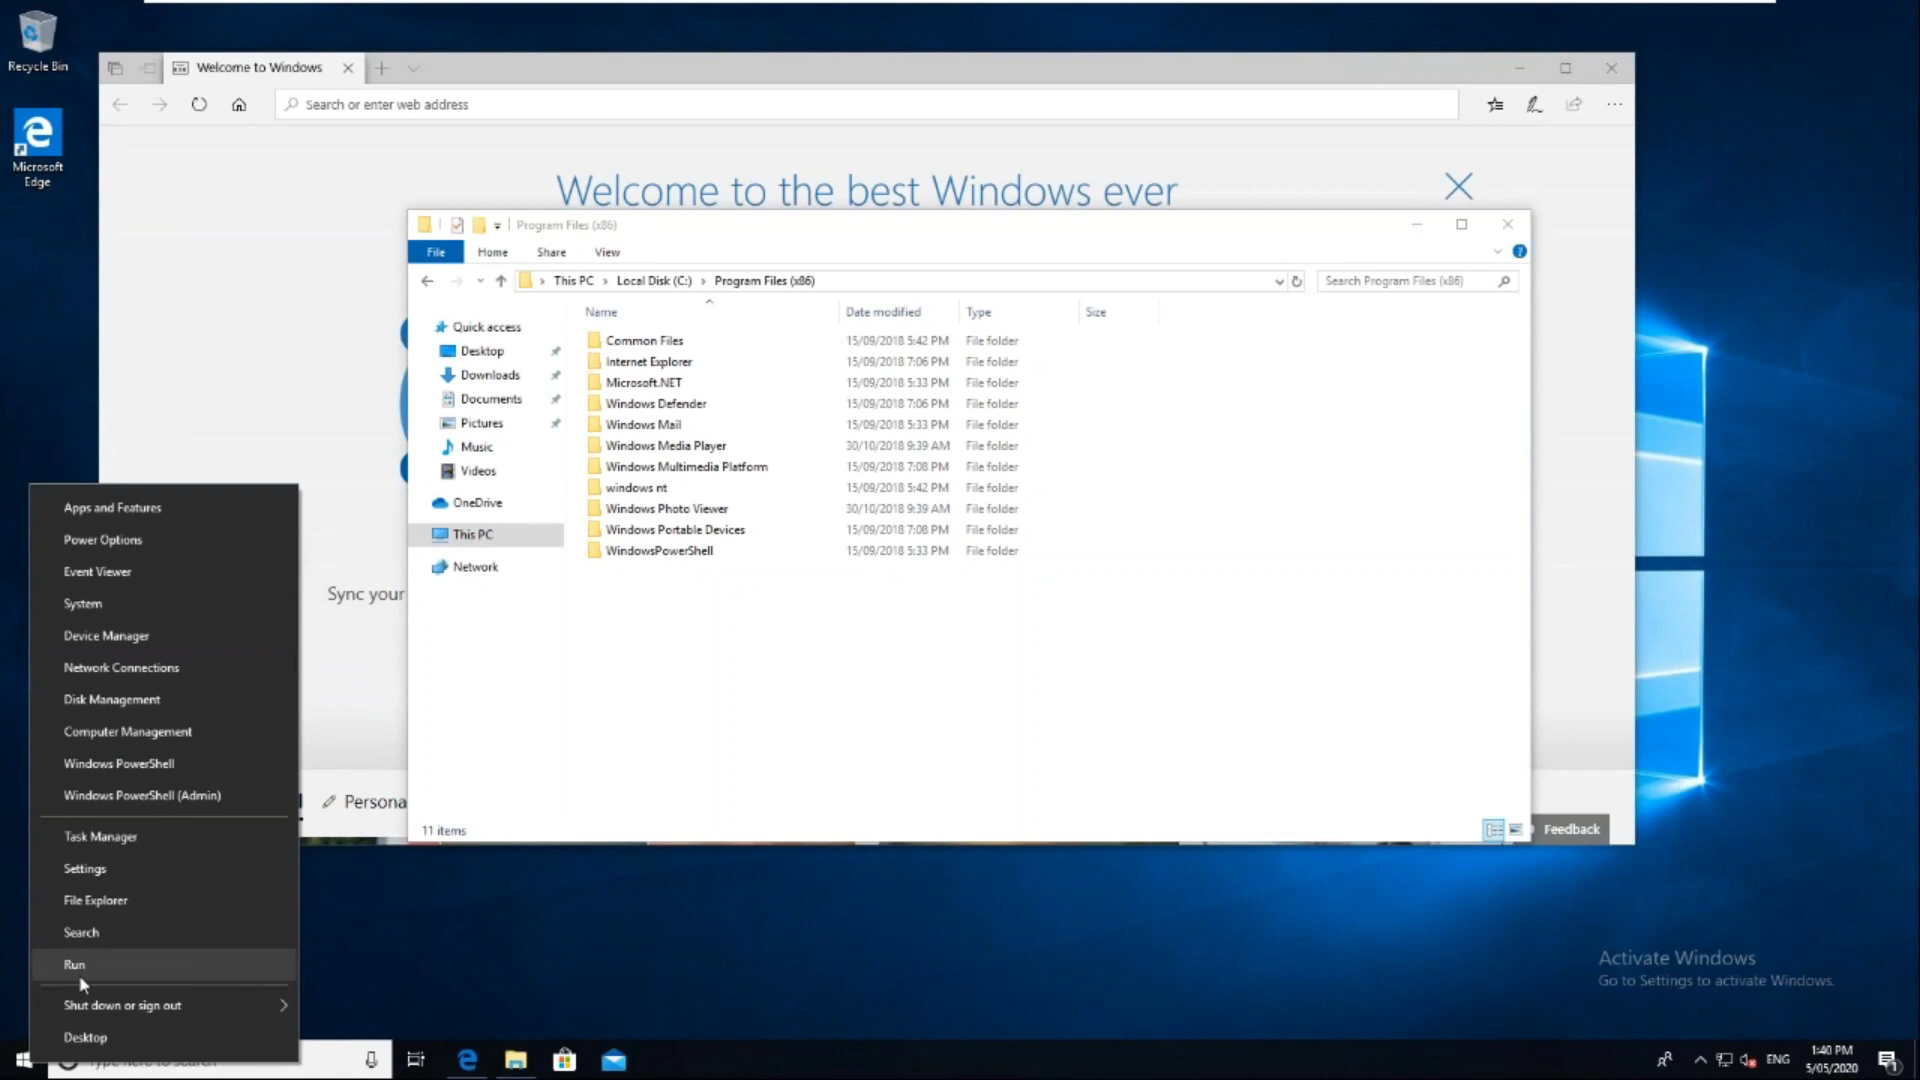 Recycle Bin
Microsoft
Edge
Welcome to Windows
Search or enter web address
Welcome to the best Windows ever
Program Files (x86)
File
Home
Share
View
This PC
Local Disk (C:)
Program Files (x86)
Search Program Files (x86)
Name
Date modified
Type
Size
Quick access
Desktop
Downloads
Documents
Pictures
Music
Videos
OneDrive
This PC
Network
Common Files 15/09/2018 5:42 PM File folder
Internet Explorer 15/09/2018 7:06 PM File folder
Microsoft.NET 15/09/2018 5:33 PM File folder
Windows Defender 15/09/2018 7:06 PM File folder
Windows Mail 15/09/2018 5:33 PM File folder
Windows Media Player 30/10/2018 9:39 AM File folder
Windows Multimedia Platform 15/09/2018 7:08 PM File folder
windows nt 15/09/2018 5:42 PM File folder
Windows Photo Viewer 30/10/2018 9:39 AM File folder
Windows Portable Devices 15/09/2018 7:08 PM File folder
WindowsPowerShell 15/09/2018 5:33 PM File folder
11 items
Sync your
Persona
Feedback
Apps and Features
Power Options
Event Viewer
System
Device Manager
Network Connections
Disk Management
Computer Management
Windows PowerShell
Windows PowerShell (Admin)
Task Manager
Settings
File Explorer
Search
Run
Shut down or sign out
Desktop
Activate Windows
Go to Settings to activate Windows.
ENG
1:40 PM
5/05/2020
1